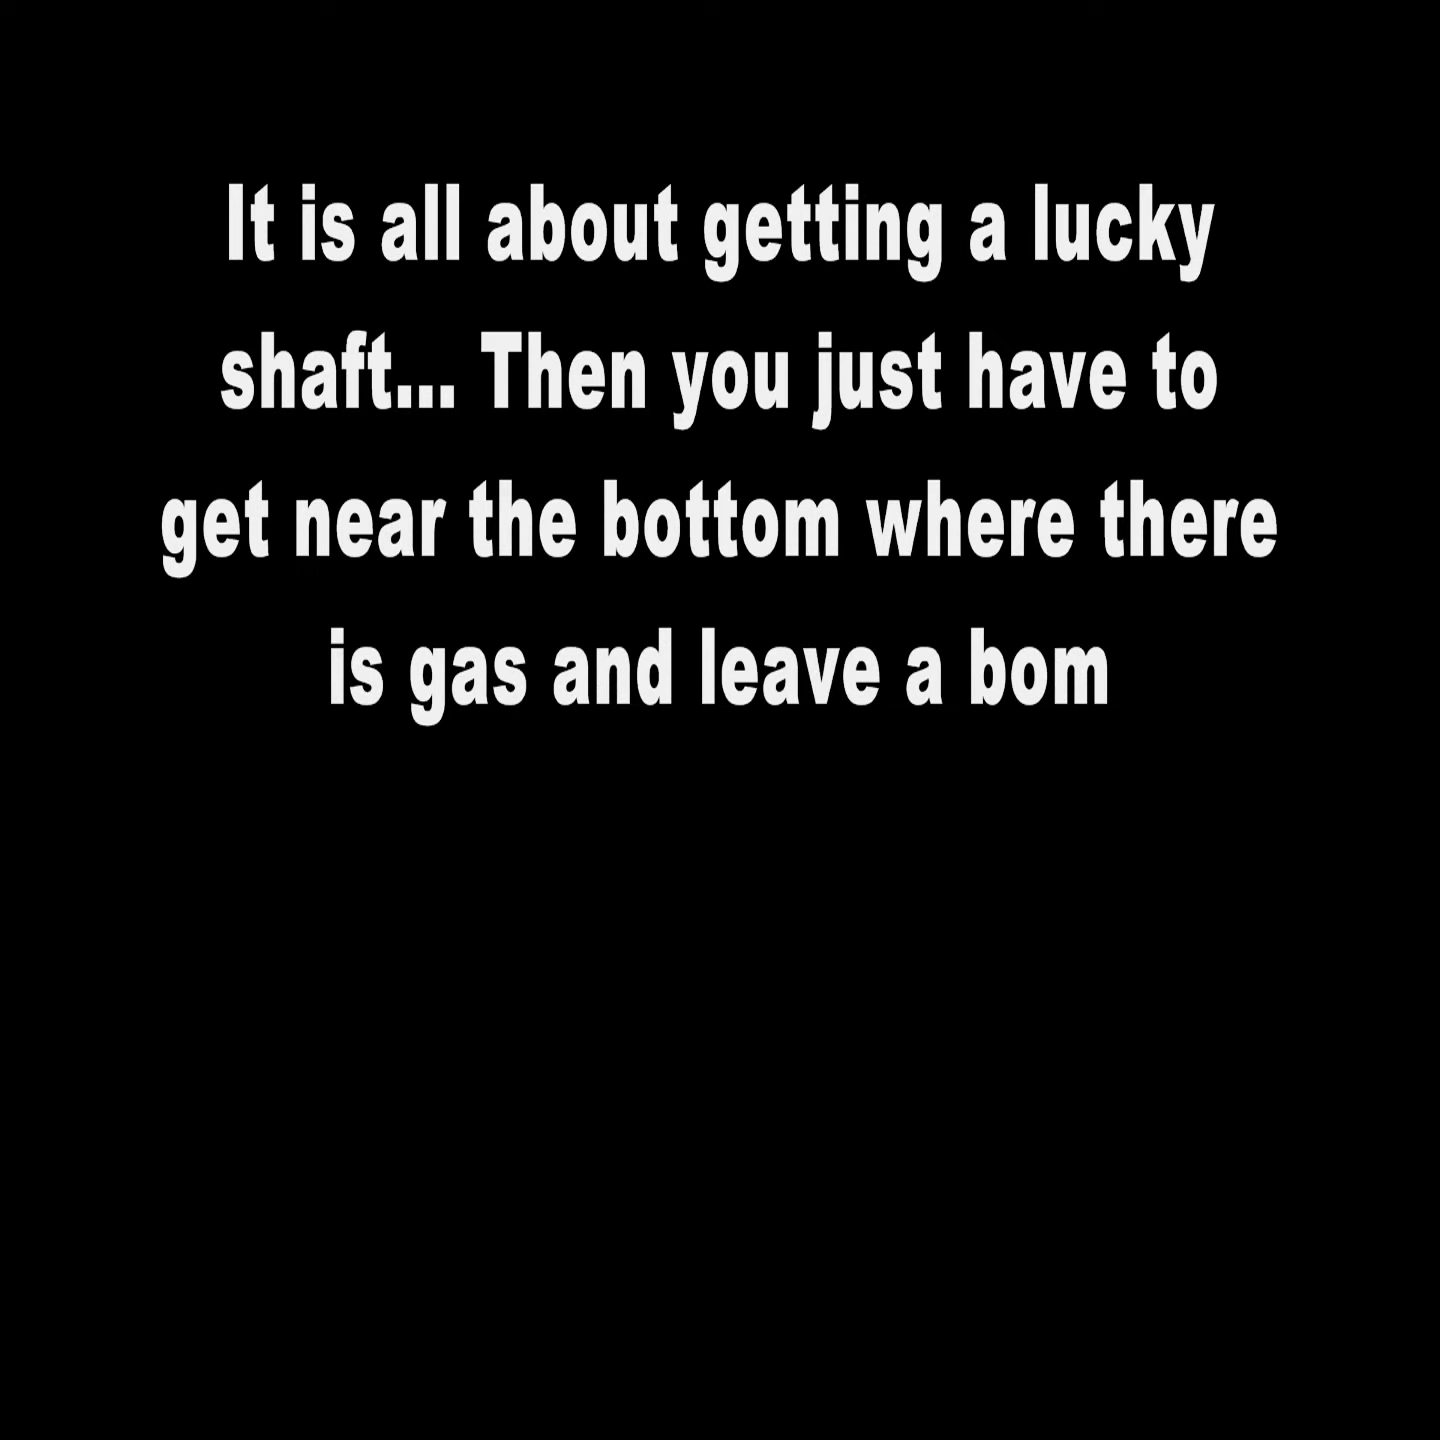 It is all about getting a lucky
shaft... Then you just have to
get near the bottom where there
is gas and leave a bom